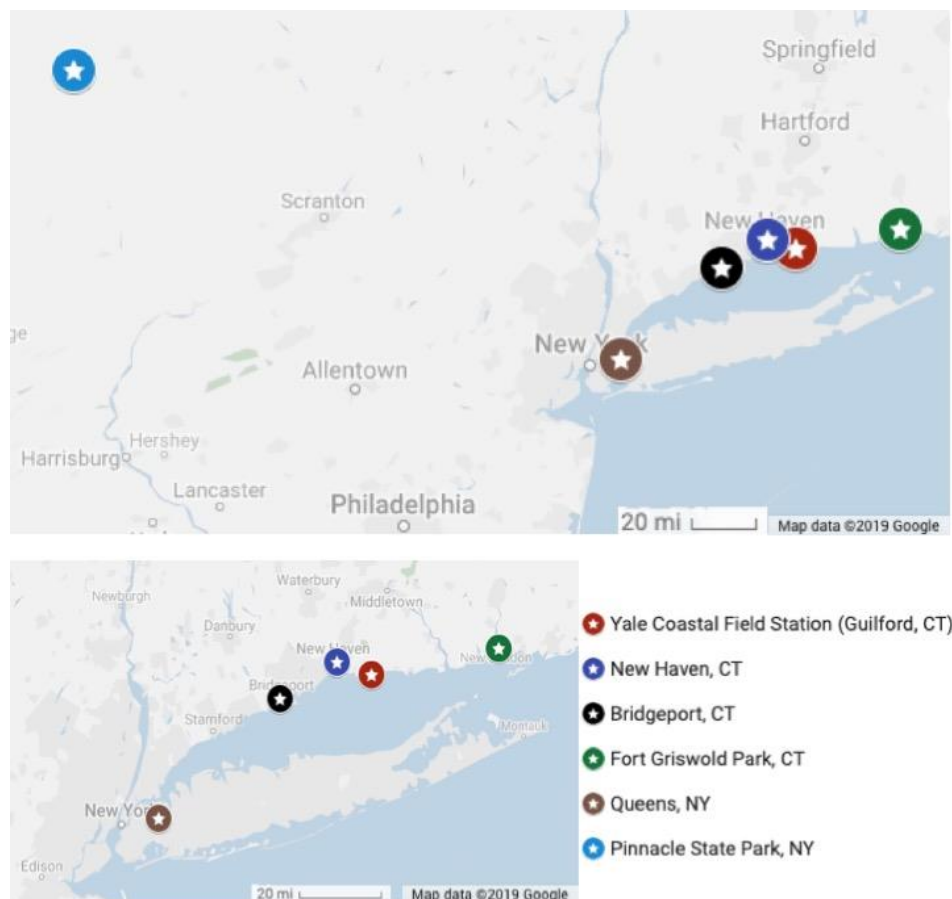 Springfield
Hartford
Scranton
New Haven
ge
New York
Allentown
Hershey
Harrisburg
Lancaster
Philadelphia
20 mi
Map data ©2019 Google
Waterbury
Newburgh
Middletown
Danbury
New Haven
Bridgeport
Stamford
Montauk
New York
Edison
20 mi
Map data ©2019 Google
Yale Coastal Field Station (Guilford, CT)
New Haven, CT
Bridgeport, CT
Fort Griswold Park, CT
Queens, NY
Pinnacle State Park, NY